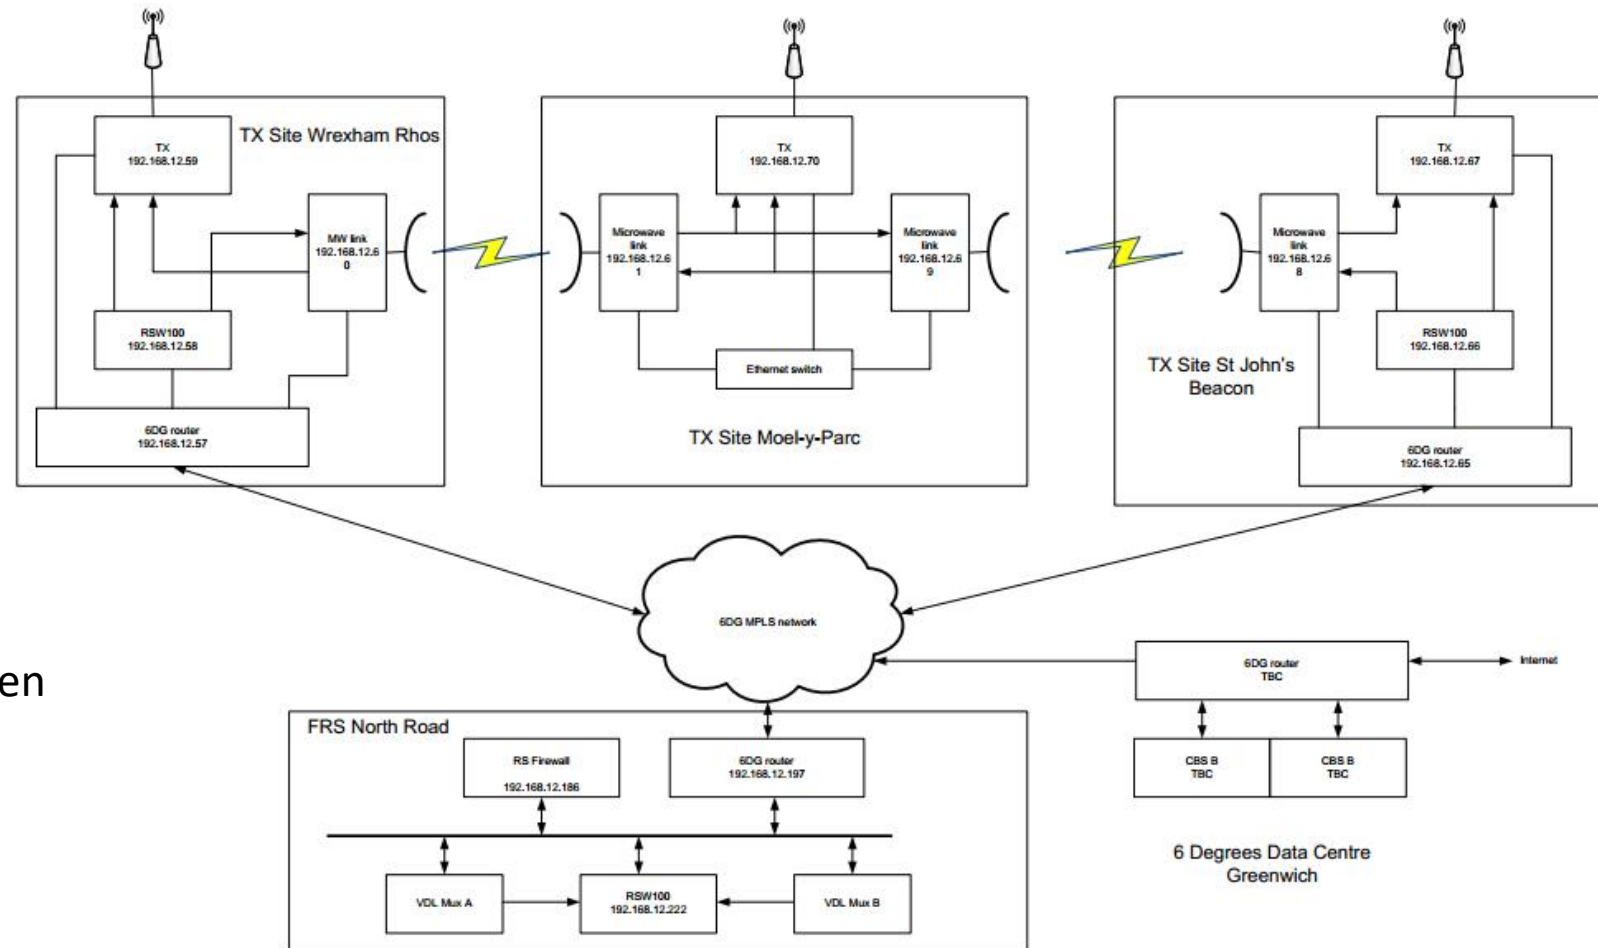 TX Site Wrexham Rhos
TX
192.168.12.59
MW link
192.168.12.6
0
RSW100
192.168.12.58
6DG router
192.168.12.57
TX
192.168.12.70
Microwave
link
192.168.12.6
1
Microwave
link
192.168.12.6
9
Ethernet switch
TX Site Moel-y-Parc
TX
192.168.12.67
Microwave
link
192.168.12.6
8
RSW100
192.168.12.66
TX Site St John's
Beacon
6DG router
192.168.12.65
6DG MPLS network
en
6DG router
TBC
Internet
CBS B
TBC
CBS B
TBC
6 Degrees Data Centre
Greenwich
FRS North Road
RS Firewall
192.168.12.186
6DG router
192.168.12.197
VDL Mux A
RSW100
192.168.12.222
VDL Mux B